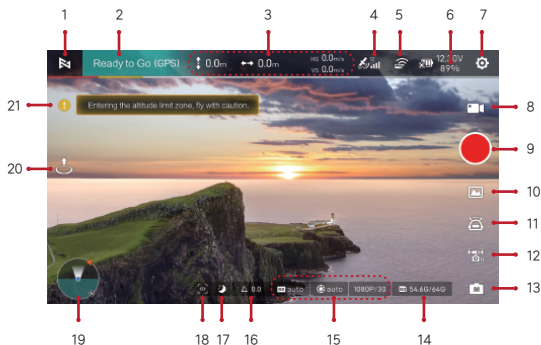 1 2 3 4 5 6 7
Ready to Go (GPS) 0.0m 0.0m HS 0.0m/s 12.20V
VS 0.0m/s 89%
21 Entering the altitude limit zone, fly with caution. 8
9
20 10
11
12
0.0 auto auto 1080P/30 54.6G/64G 13
19 18 17 16 15 14